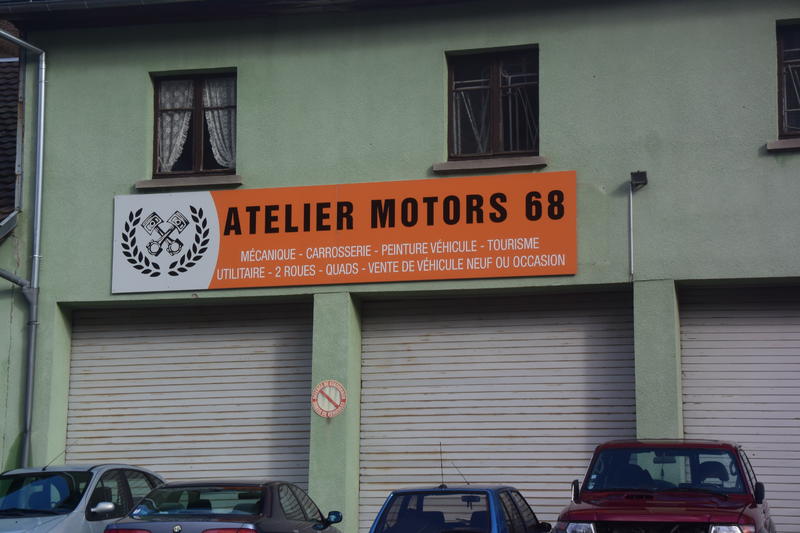 ATELIER MOTORS 68
MÉCANIQUE - CARROSSERIE - PEINTURE VÉHICULE - TOURISME
UTILITAIRE - 2 ROUES - QUADS - VENTE DE VÉHICULE NEUF OU OCCASION